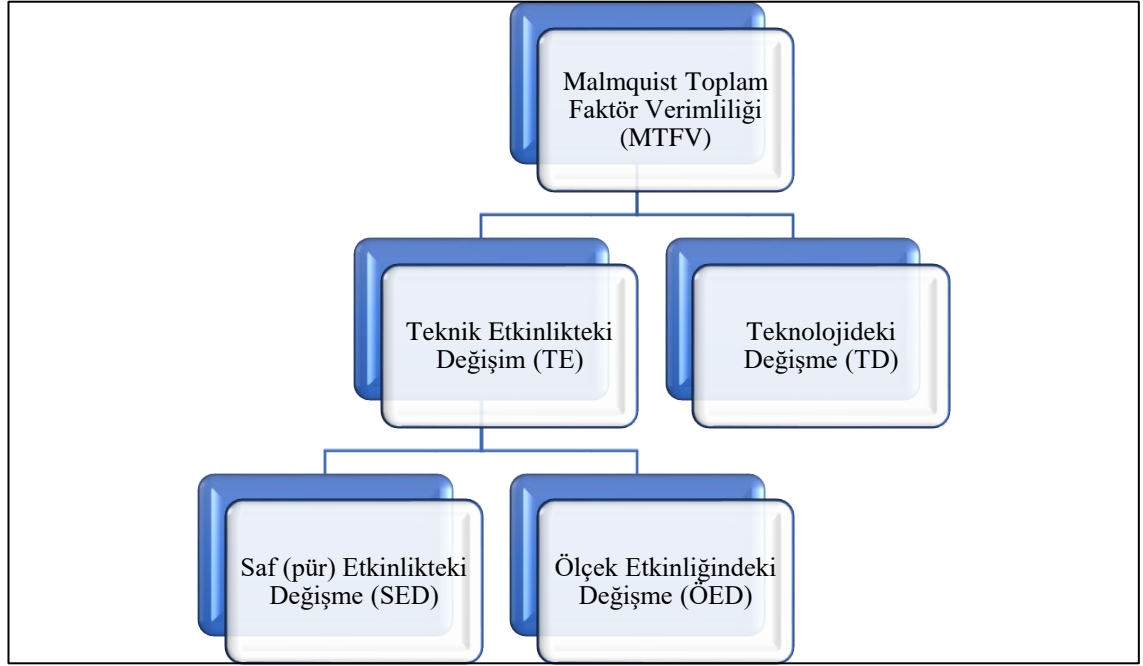 Malmquist Toplam
Faktör Verimliliği
(MTFV)
Teknik Etkinlikteki
Değişim (TE)
Teknolojideki
Değişme (TD)
Saf (pür) Etkinlikteki
Değişme (SED)
Ölçek Etkinliğindeki
Değişme (ÖED)